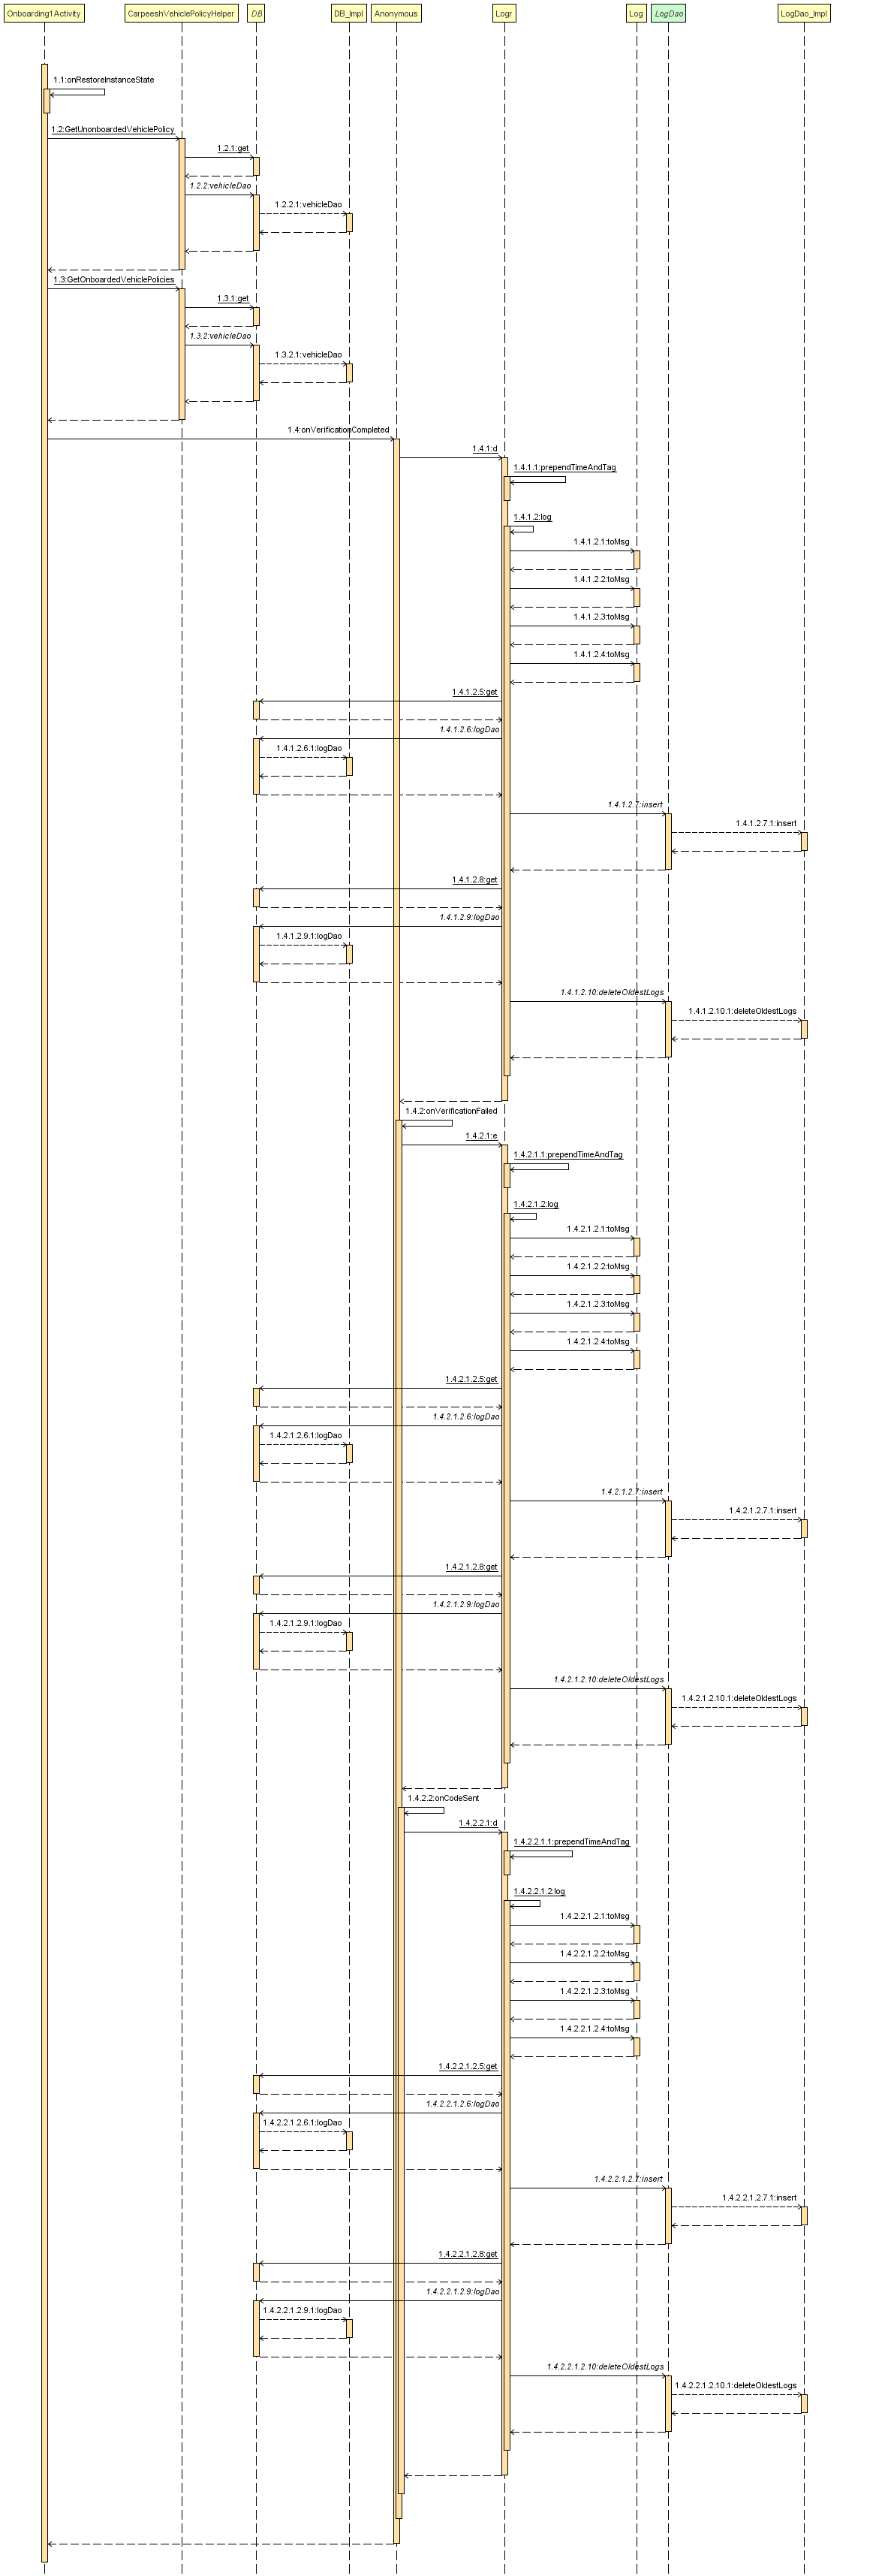 Onboarding1Activity
CarpeeshVehiclePolicyHelper
DB
DB_Impl
Anonymous
Logr
Log
LogDao
LogDao_Impl
1.1:onRestoreInstanceState
1.2:GetUnonboardedVehiclePolicy
1.2.1:get
1.2.2:vehicleDao
1.2.2.1:vehicleDao
1.3:GetOnboardedVehiclePolicies
1.3.1:get
1.3.2:vehicleDao
1.3.2.1:vehicleDao
1.4:onVerificationCompleted
1.4.1:d
1.4.1.1:prependTimeAndTag
1.4.1.2:log
1.4.1.2.1:toMsg
1.4.1.2.2:toMsg
1.4.1.2.3:toMsg
1.4.1.2.4:toMsg
1.4.1.2.5:get
1.4.1.2.6:logDao
1.4.1.2.6.1:logDao
1.4.1.2.7:insert
1.4.1.2.7.1:insert
1.4.1.2.8:get
1.4.1.2.9:logDao
1.4.1.2.9.1:logDao
1.4.1.2.10:deleteOldestLogs
1.4.1.2.10.1:deleteOldestLogs
1.4.2:onVerificationFailed
1.4.2.1:e
1.4.2.1.1:prependTimeAndTag
1.4.2.1.2:log
1.4.2.1.2.1:toMsg
1.4.2.1.2.2:toMsg
1.4.2.1.2.3:toMsg
1.4.2.1.2.4:toMsg
1.4.2.1.2.5:get
1.4.2.1.2.6:logDao
1.4.2.1.2.6.1:logDao
1.4.2.1.2.7:insert
1.4.2.1.2.7.1:insert
1.4.2.1.2.8:get
1.4.2.1.2.9:logDao
1.4.2.1.2.9.1:logDao
1.4.2.1.2.10:deleteOldestLogs
1.4.2.1.2.10.1:deleteOldestLogs
1.4.2.2:onCodeSent
1.4.2.2.1:d
1.4.2.2.1.1:prependTimeAndTag
1.4.2.2.1.2:log
1.4.2.2.1.2.1:toMsg
1.4.2.2.1.2.2:toMsg
1.4.2.2.1.2.3:toMsg
1.4.2.2.1.2.4:toMsg
1.4.2.2.1.2.5:get
1.4.2.2.1.2.6:logDao
1.4.2.2.1.2.6.1:logDao
1.4.2.2.1.2.7:insert
1.4.2.2.1.2.7.1:insert
1.4.2.2.1.2.8:get
1.4.2.2.1.2.9:logDao
1.4.2.2.1.2.9.1:logDao
1.4.2.2.1.2.10:deleteOldestLogs
1.4.2.2.1.2.10.1:deleteOldestLogs